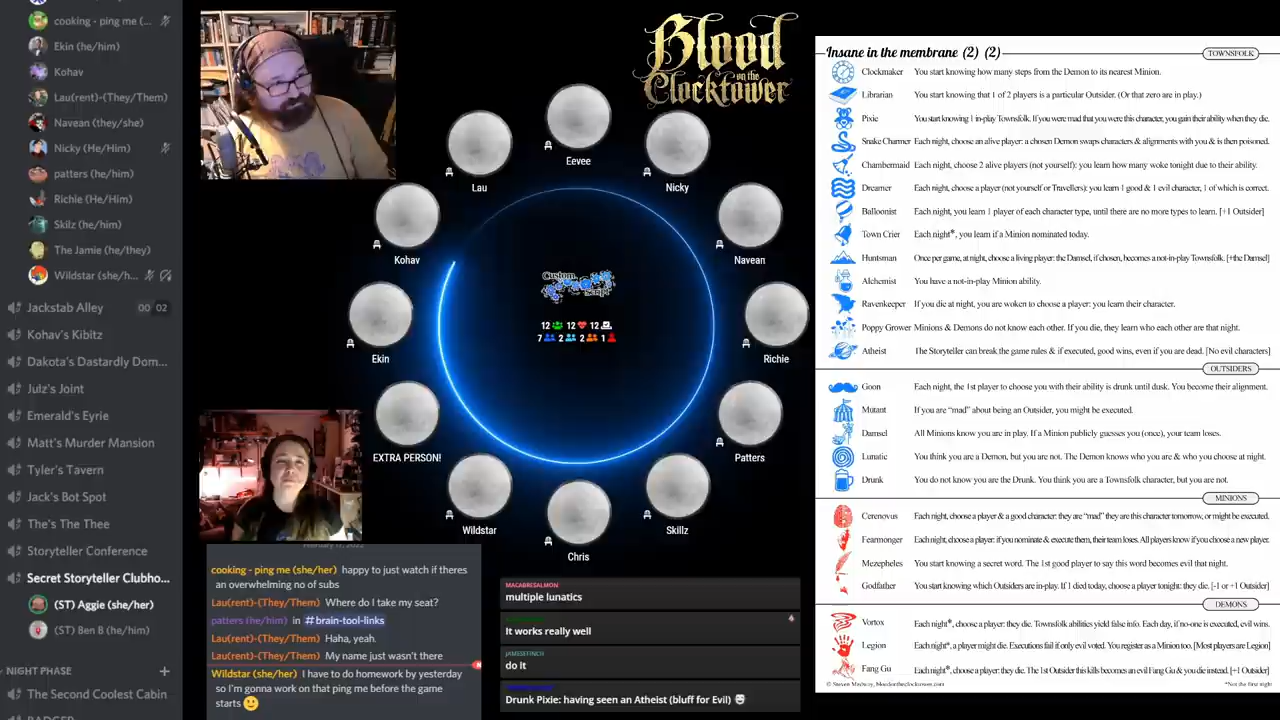 cooking - ping me (...
Ekin (he/him)
Kohav
Lau(rent)-(They/Them)
Navean (they/she)
Nicky (He/Him)
patters (he/him)
Richie (He/Him)
Skilz (he/him)
The Jamie (he/they)
Wildstar (she/h...
Jackstab Alley 00 02
Kohav's Kibitz
Dakota's Dastardly Dom...
Julz's Joint
Emerald's Eyrie
Matt's Murder Mansion
Tyler's Tavern
Jack's Bot Spot
The's The Thee
Storyteller Conference
Secret Storyteller Clubho...
(ST) Aggie (she/her)
(ST) Ben B (he/him)
NIGHT PHASE
The Second Coolest Cabin
Blood
on the
Clocktower
Eevee
Nicky
Navean
Richie
Patters
Skillz
Chris
Wildstar
EXTRA PERSON!
Ekin
Kohav
Lau
Custom
Script
12 12 12
7 2 2 1
February 17, 2022
cooking - ping me (she/her) happy to just watch if theres
an overwhelming no of subs
Lau(rent)-(They/Them) Where do I take my seat?
patters (he/him) in #brain-tool-links
Lau(rent)-(They/Them) Haha, yeah.
Lau(rent)-(They/Them) My name just wasn't there
Wildstar (she/her) I have to do homework by yesterday
so I'm gonna work on that ping me before the game
starts 🙂
MACABRESALMON
multiple lunatics
It works really well
JAMSDEFINCH
do it
Drunk Pixie: having seen an Atheist (bluff for Evil)
Insane in the membrane (2) (2)
TOWNSFOLK
Clockmaker You start knowing how many steps from the Demon to its nearest Minion.
Librarian You start knowing that 1 of 2 players is a particular Outsider. (Or that zero are in play.)
Pixie You start knowing 1 in-play Townsfolk. If you were mad that you were this character, you gain their ability when they die.
Snake Charmer Each night, choose an alive player: a chosen Demon swaps characters & alignments with you & is then poisoned.
Chambermaid Each night, choose 2 alive players (not yourself): you learn how many woke tonight due to their ability.
Dreamer Each night, choose a player (not yourself or Travellers): you learn 1 good & 1 evil character, 1 of which is correct.
Balloonist Each night, you learn 1 player of each character type, until there are no more types to learn. [+1 Outsider]
Town Crier Each night*, you learn if a Minion nominated today.
Huntsman Once per game, at night, choose a living player: the Damsel, if chosen, becomes a not-in-play Townsfolk. [+the Damsel]
Alchemist You have a not-in-play Minion ability.
Ravenkeeper If you die at night, you are woken to choose a player: you learn their character.
Poppy Grower Minions & Demons do not know each other. If you die, they learn who each other are that night.
Atheist The Storyteller can break the game rules & if executed, good wins, even if you are dead. [No evil characters]
OUTSIDERS
Goon Each night, the 1st player to choose you with their ability is drunk until dusk. You become their alignment.
Mutant If you are "mad" about being an Outsider, you might be executed.
Damsel All Minions know you are in play. If a Minion publicly guesses you (once), your team loses.
Lunatic You think you are a Demon, but you are not. The Demon knows who you are & who you choose at night.
Drunk You do not know you are the Drunk. You think you are a Townsfolk character, but you are not.
MINIONS
Cerenovus Each night, choose a player & a good character: they are "mad" they are this character tomorrow, or might be executed.
Fearmonger Each night, choose a player: if you nominate & execute them, their team loses. All players know if you choose a new player.
Mezepheles You start knowing a secret word. The 1st good player to say this word becomes evil that night.
Godfather You start knowing which Outsiders are in-play. If 1 died today, choose a player tonight: they die. [-1 or +1 Outsider]
DEMONS
Vortox Each night*, choose a player: they die. Townsfolk abilities yield false info. Each day, if no-one is executed, evil wins.
Legion Each night*, a player might die. Executions fail if only evil voted. You register as a Minion too. [Most players are Legion]
Fang Gu Each night*, choose a player: they die. The 1st Outsider this kills becomes an evil Fang Gu & you die instead. [+1 Outsider]
© Steven Medway, bloodontheclocktower.com *Not the first night